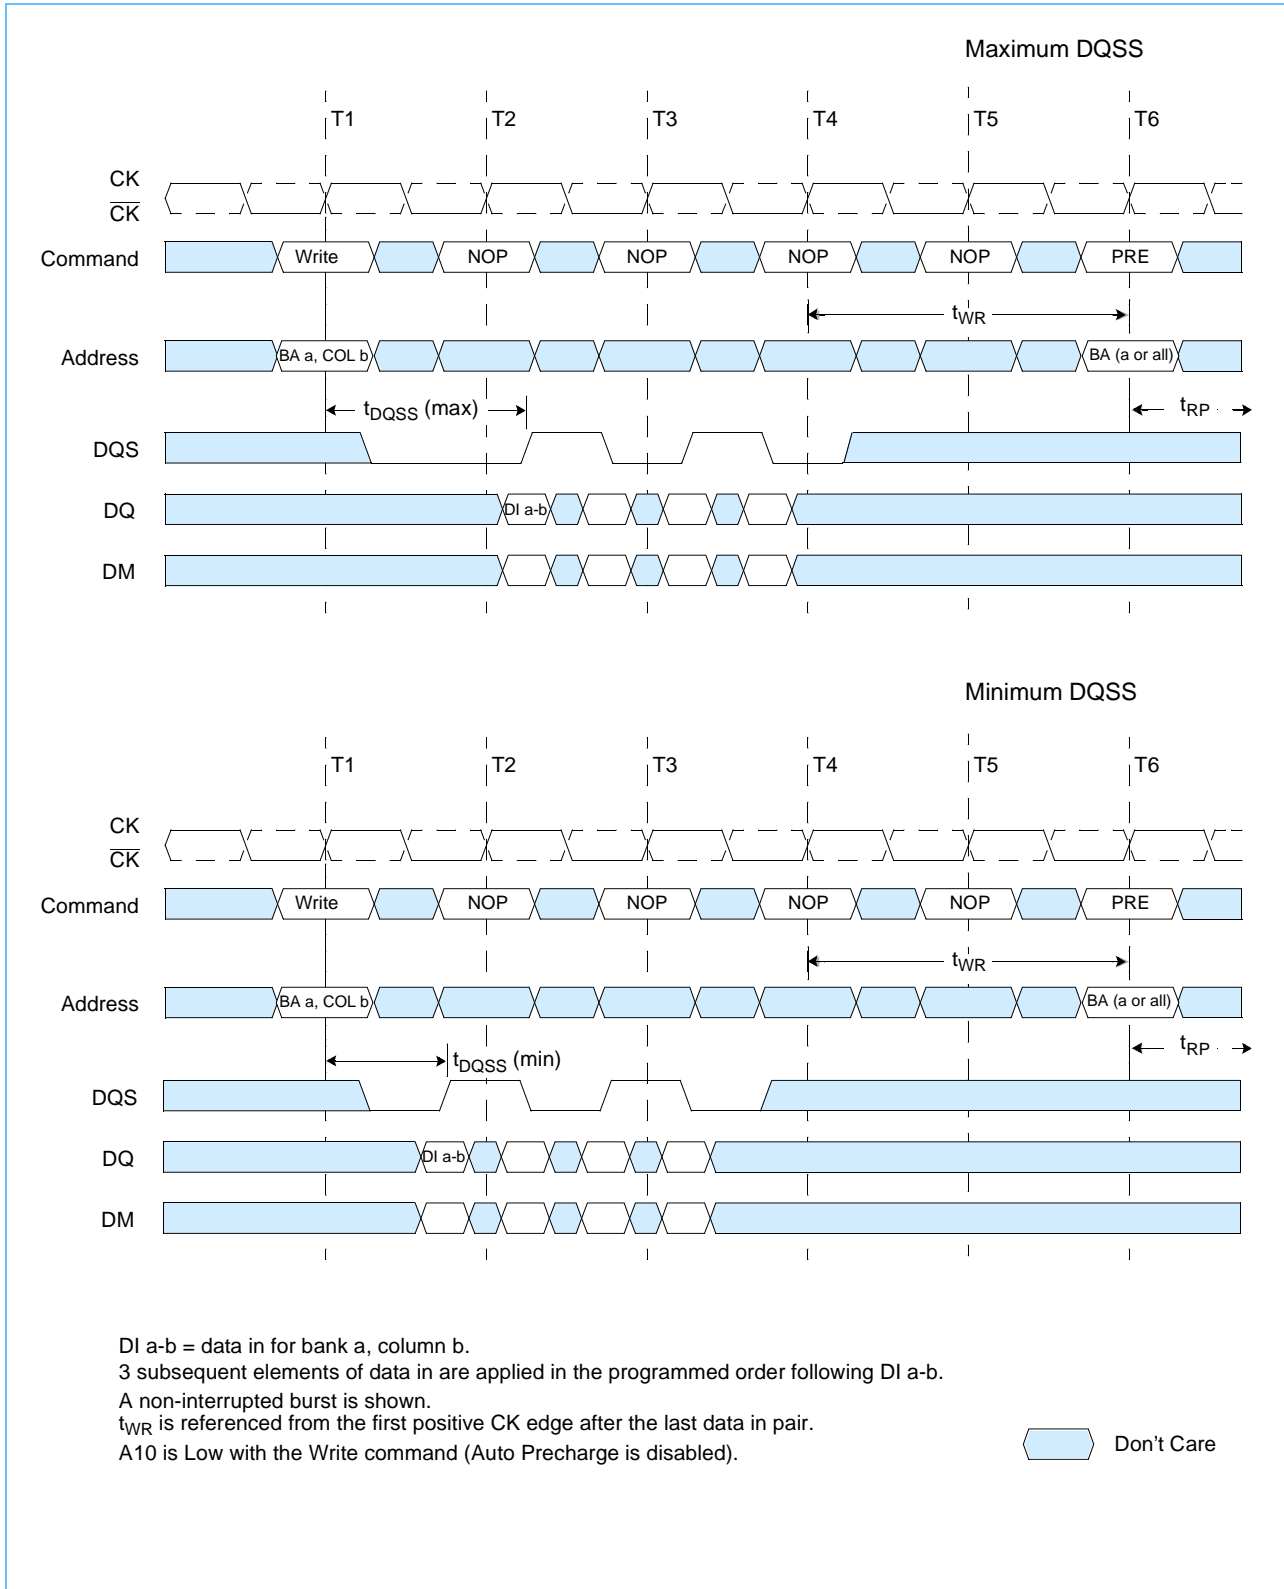 Maximum DQSS
T1 T2 T3 T4 T5 T6
CK
CK
Command Write NOP NOP NOP NOP PRE
tWR
Address BA a, COL b BA (a or all)
tDQSS (max) tRP
DQS
DQ DI a-b
DM
Minimum DQSS
T1 T2 T3 T4 T5 T6
CK
CK
Command Write NOP NOP NOP NOP PRE
tWR
Address BA a, COL b BA (a or all)
tDQSS (min) tRP
DQS
DQ DI a-b
DM
DI a-b = data in for bank a, column b.
3 subsequent elements of data in are applied in the programmed order following DI a-b.
A non-interrupted burst is shown.
tWR is referenced from the first positive CK edge after the last data in pair.
A10 is Low with the Write command (Auto Precharge is disabled).
Don't Care